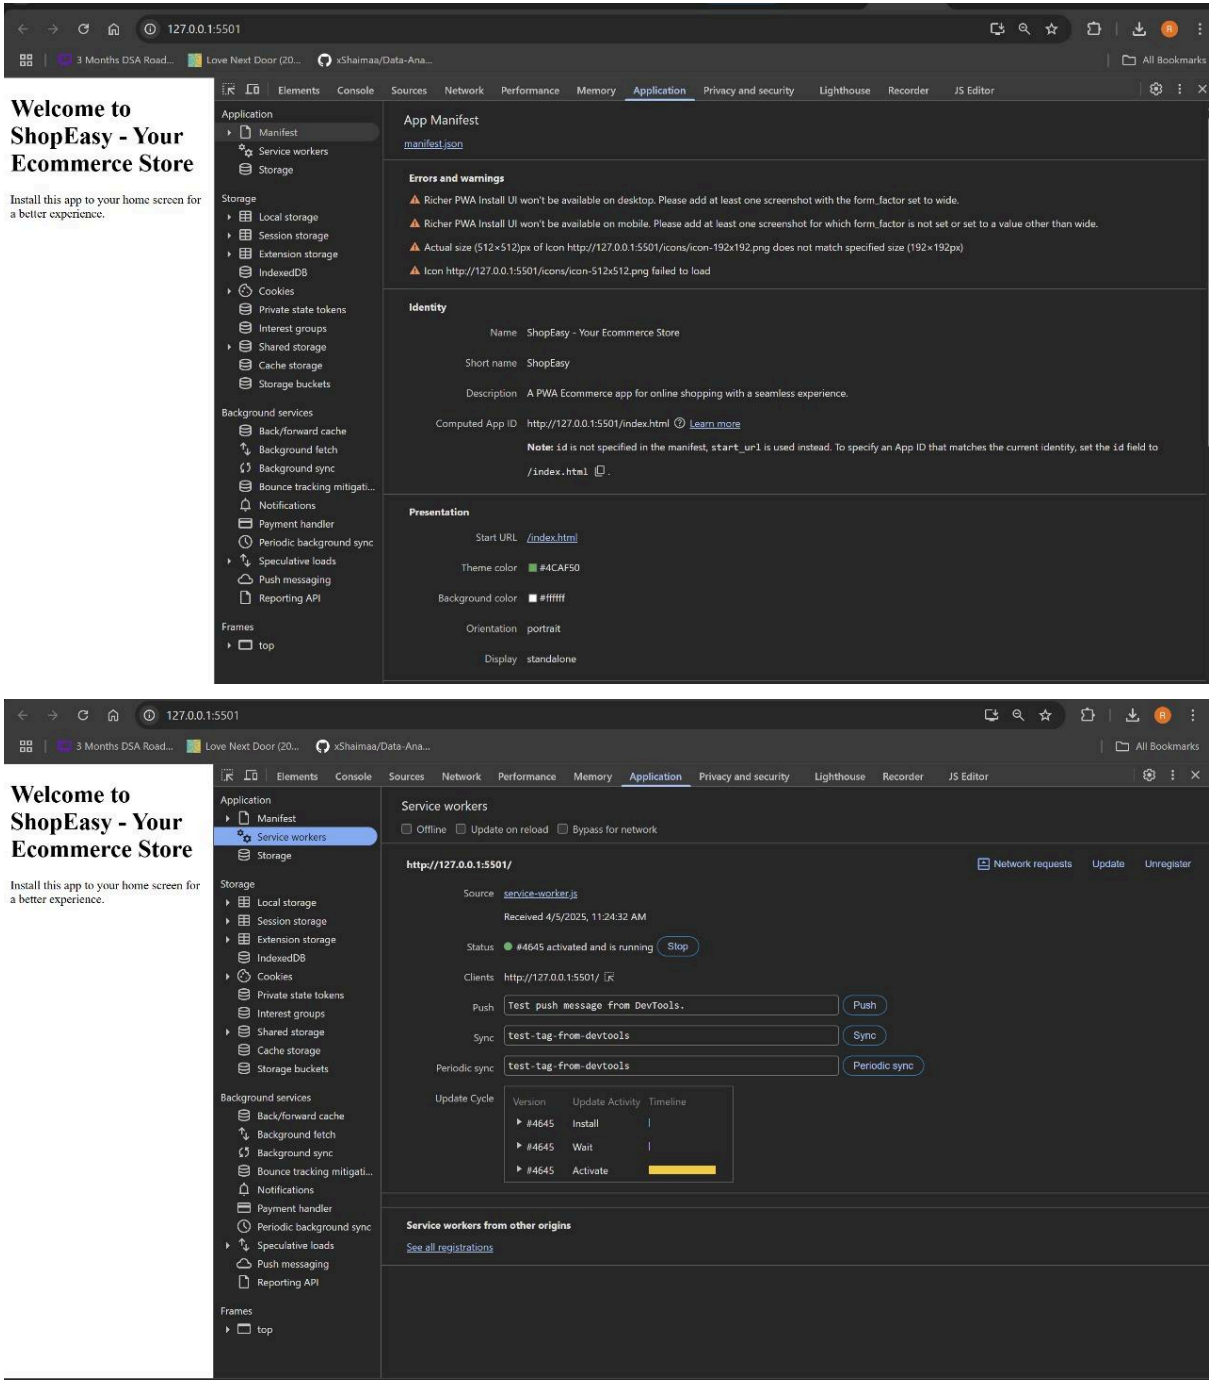 127.0.0.1:5501
3 Months DSA Road... Love Next Door (20... xShaimaa/Data-Ana... All Bookmarks
Elements Console Sources Network Performance Memory Application Privacy and security Lighthouse Recorder JS Editor
Welcome to
ShopEasy - Your
Ecommerce Store
Install this app to your home screen for
a better experience.
Application
Manifest
Service workers
Storage
Storage
Local storage
Session storage
Extension storage
IndexedDB
Cookies
Private state tokens
Interest groups
Shared storage
Cache storage
Storage buckets
Background services
Back/forward cache
Background fetch
Background sync
Bounce tracking mitigati...
Notifications
Payment handler
Periodic background sync
Speculative loads
Push messaging
Reporting API
Frames
top
App Manifest
manifest.json
Errors and warnings
Richer PWA Install UI won't be available on desktop. Please add at least one screenshot with the form_factor set to wide.
Richer PWA Install UI won't be available on mobile. Please add at least one screenshot for which form_factor is not set or set to a value other than wide.
Actual size (512×512)px of Icon http://127.0.0.1:5501/icons/icon-192x192.png does not match specified size (192×192px)
Icon http://127.0.0.1:5501/icons/icon-512x512.png failed to load
Identity
Name ShopEasy - Your Ecommerce Store
Short name ShopEasy
Description A PWA Ecommerce app for online shopping with a seamless experience.
Computed App ID http://127.0.0.1:5501/index.html Learn more
Note: id is not specified in the manifest, start_url is used instead. To specify an App ID that matches the current identity, set the id field to
/index.html .
Presentation
Start URL /index.html
Theme color #4CAF50
Background color #ffffff
Orientation portrait
Display standalone
127.0.0.1:5501
3 Months DSA Road... Love Next Door (20... xShaimaa/Data-Ana... All Bookmarks
Elements Console Sources Network Performance Memory Application Privacy and security Lighthouse Recorder JS Editor
Welcome to
ShopEasy - Your
Ecommerce Store
Install this app to your home screen for
a better experience.
Application
Manifest
Service workers
Storage
Storage
Local storage
Session storage
Extension storage
IndexedDB
Cookies
Private state tokens
Interest groups
Shared storage
Cache storage
Storage buckets
Background services
Back/forward cache
Background fetch
Background sync
Bounce tracking mitigati...
Notifications
Payment handler
Periodic background sync
Speculative loads
Push messaging
Reporting API
Frames
top
Service workers
Offline Update on reload Bypass for network
http://127.0.0.1:5501/ Network requests Update Unregister
Source service-worker.js
Received 4/5/2025, 11:24:32 AM
Status #4645 activated and is running Stop
Clients http://127.0.0.1:5501/
Push Test push message from DevTools. Push
Sync test-tag-from-devtools Sync
Periodic sync test-tag-from-devtools Periodic sync
Update Cycle Version Update Activity Timeline
#4645 Install
#4645 Wait
#4645 Activate
Service workers from other origins
See all registrations